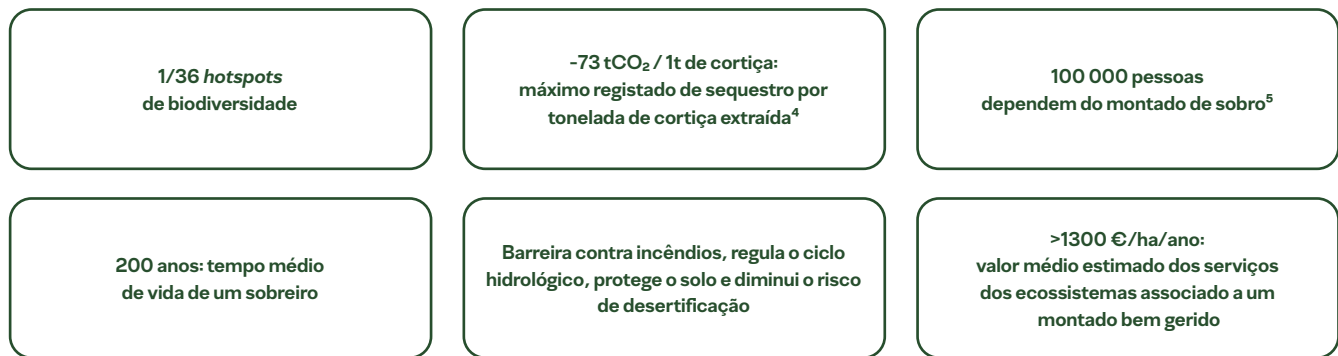 1/36 hotspots
de biodiversidade
-73 tCO₂ / 1t de cortiça:
máximo registado de sequestro por
tonelada de cortiça extraída⁴
100 000 pessoas
dependem do montado de sobro⁵
200 anos: tempo médio
de vida de um sobreiro
Barreira contra incêndios, regula o ciclo
hidrológico, protege o solo e diminui o risco
de desertificação
>1300 €/ha/ano:
valor médio estimado dos serviços
dos ecossistemas associado a um
montado bem gerido